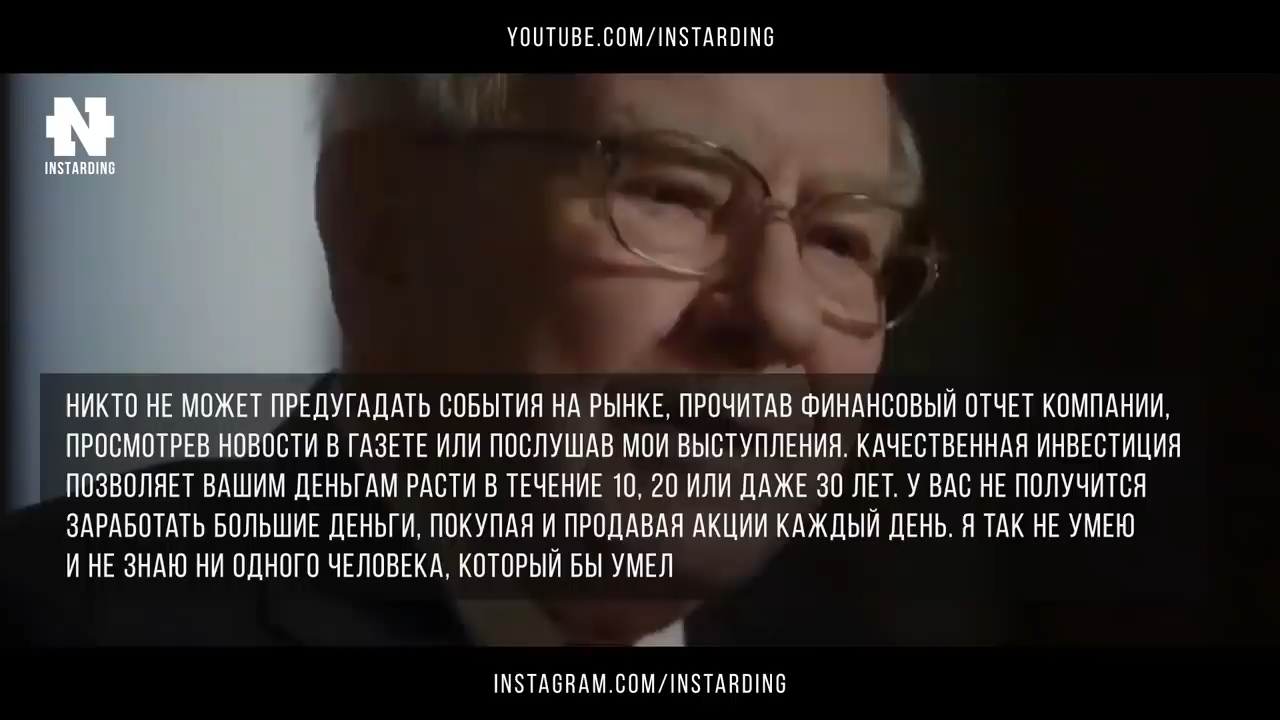 YOUTUBE.COM/INSTARDING
N
INSTARDING
НИКТО НЕ МОЖЕТ ПРЕДУГАДАТЬ СОБЫТИЯ НА РЫНКЕ, ПРОЧИТАВ ФИНАНСОВЫЙ ОТЧЕТ КОМПАНИИ,
ПРОСМОТРЕВ НОВОСТИ В ГАЗЕТЕ ИЛИ ПОСЛУШАВ МОИ ВЫСТУПЛЕНИЯ. КАЧЕСТВЕННАЯ ИНВЕСТИЦИЯ
ПОЗВОЛЯЕТ ВАШИМ ДЕНЬГАМ РАСТИ В ТЕЧЕНИЕ 10, 20 ИЛИ ДАЖЕ 30 ЛЕТ. У ВАС НЕ ПОЛУЧИТСЯ
ЗАРАБОТАТЬ БОЛЬШИЕ ДЕНЬГИ, ПОКУПАЯ И ПРОДАВАЯ АКЦИИ КАЖДЫЙ ДЕНЬ. Я ТАК НЕ УМЕЮ
И НЕ ЗНАЮ НИ ОДНОГО ЧЕЛОВЕКА, КОТОРЫЙ БЫ УМЕЛ
INSTAGRAM.COM/INSTARDING